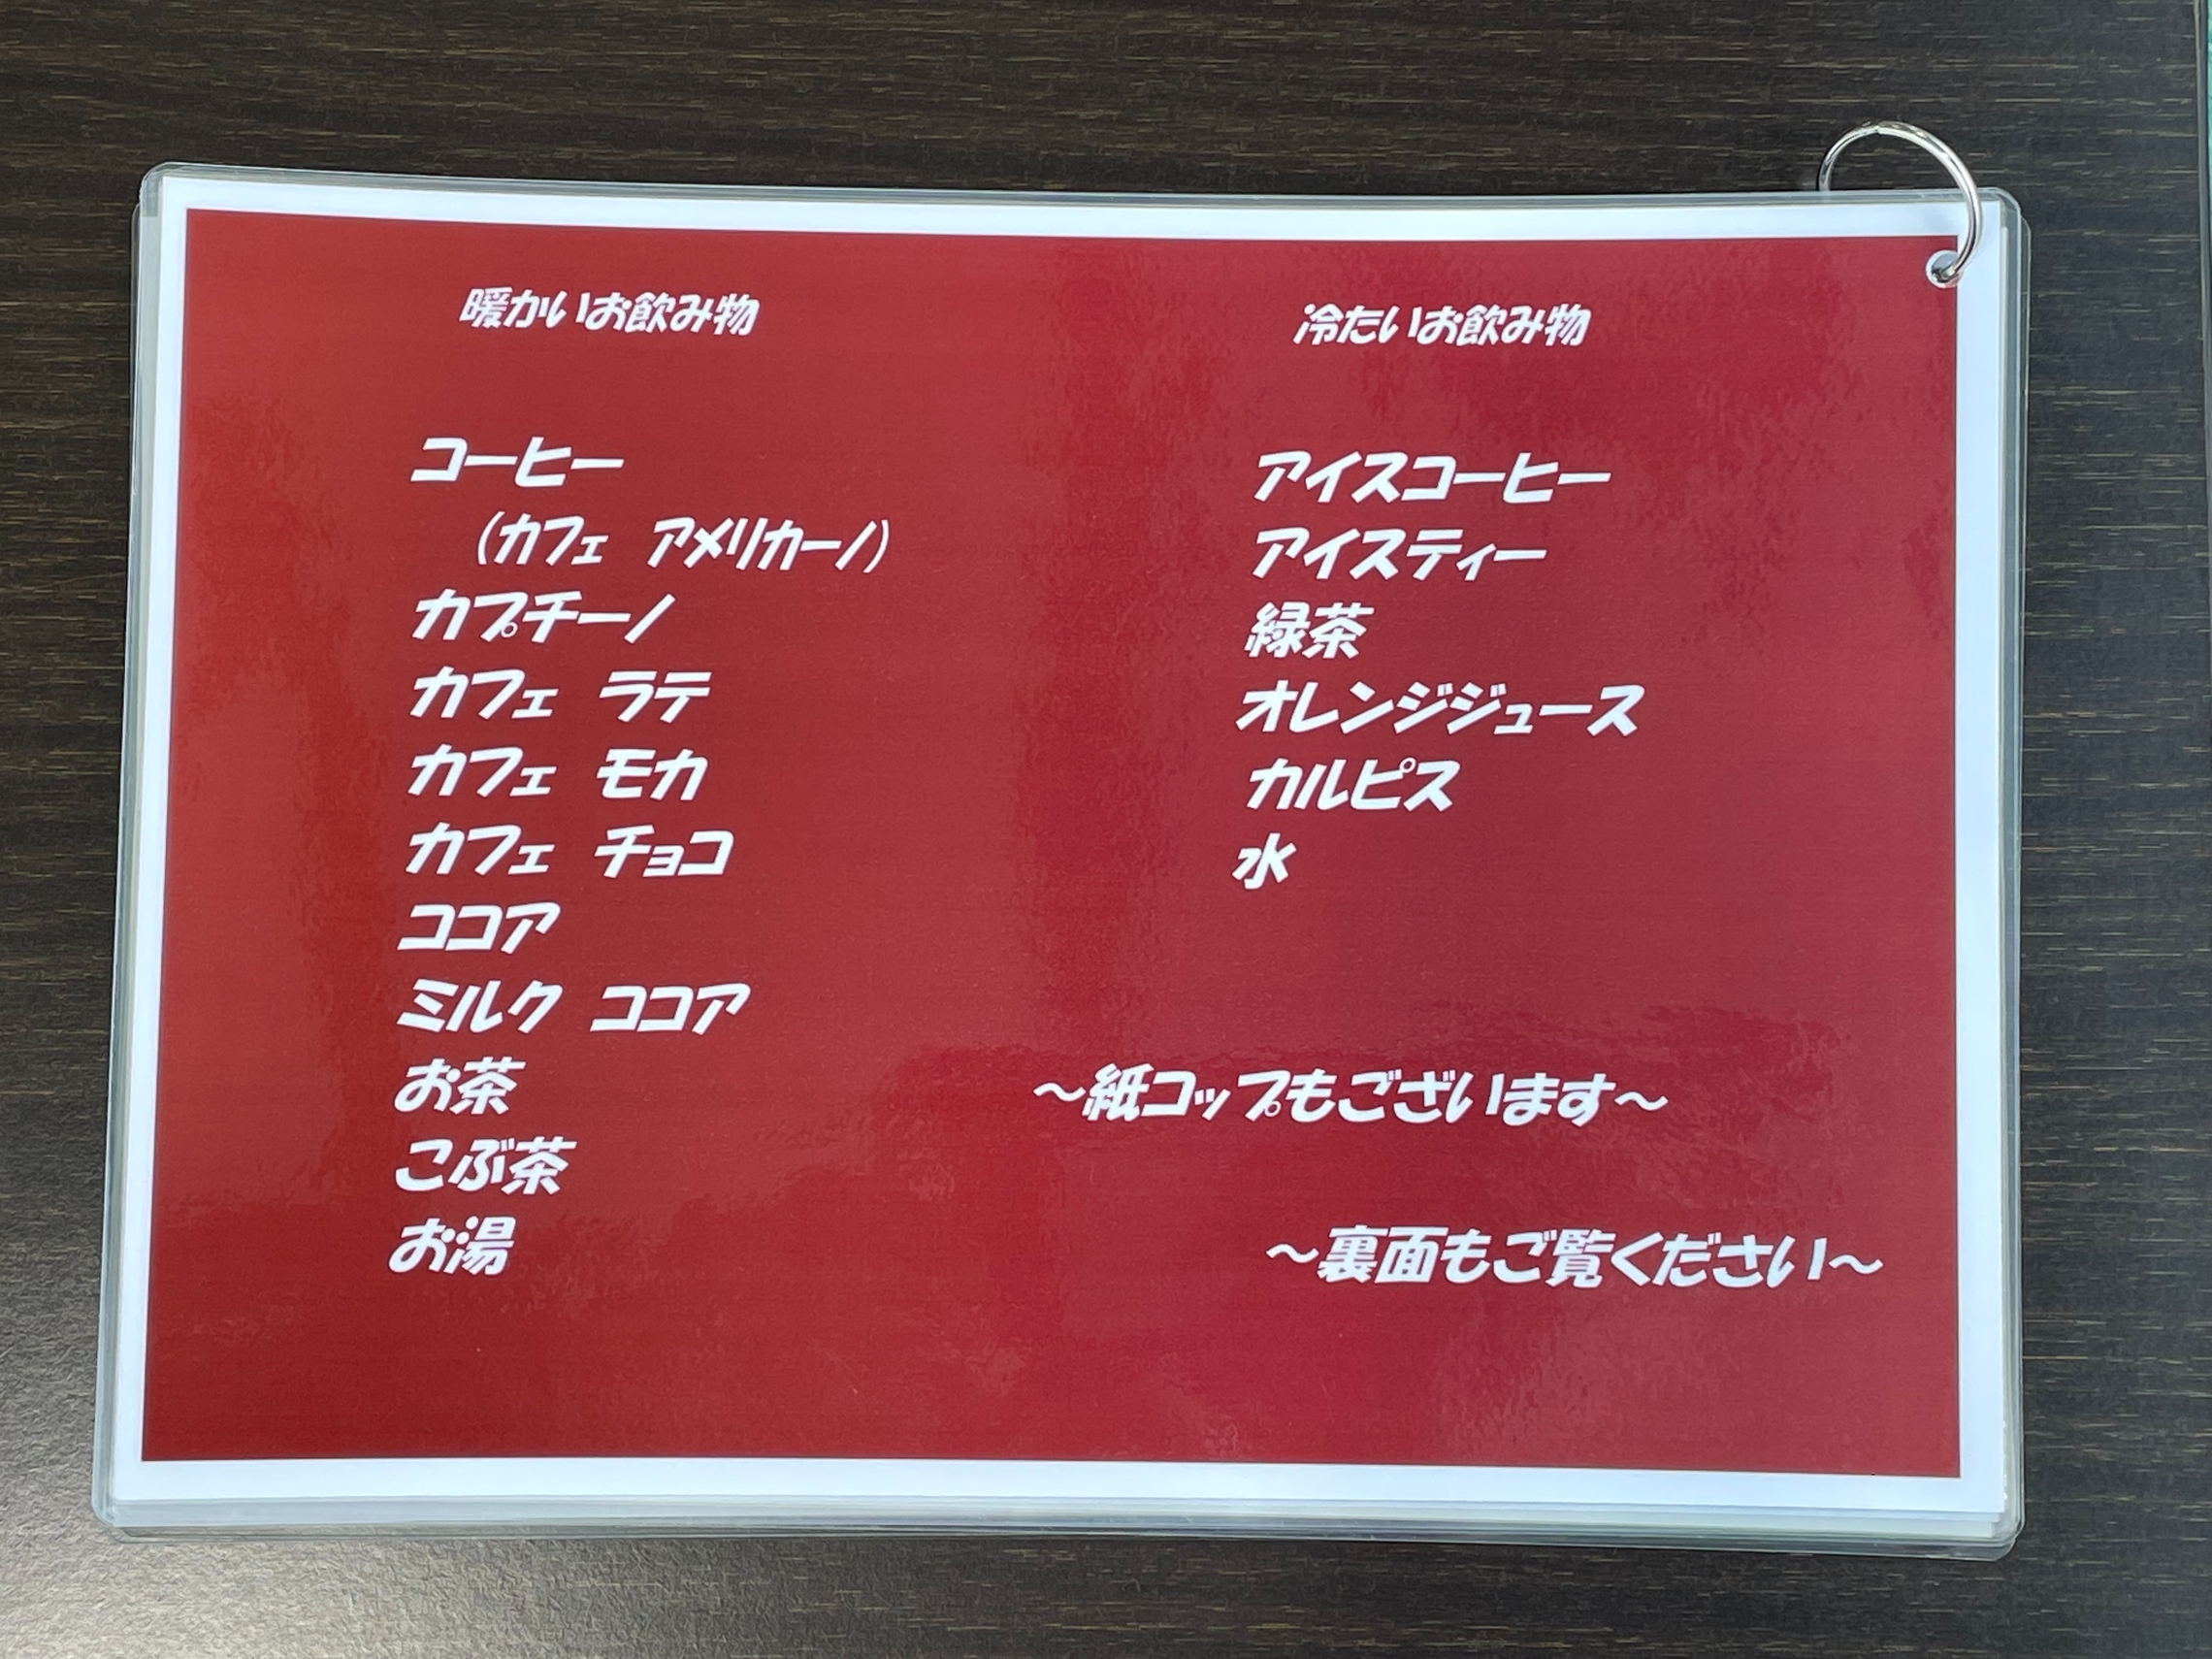 暖かいお飲み物
コーヒー
（カフェ アメリカーノ）
カプチーノ
カフェ ラテ
カフェ モカ
カフェ チョコ
ココア
ミルク ココア
お茶
こぶ茶
お湯
冷たいお飲み物
アイスコーヒー
アイスティー
緑茶
オレンジジュース
カルピス
水
～紙コップもございます～
～裏面もご覧ください～